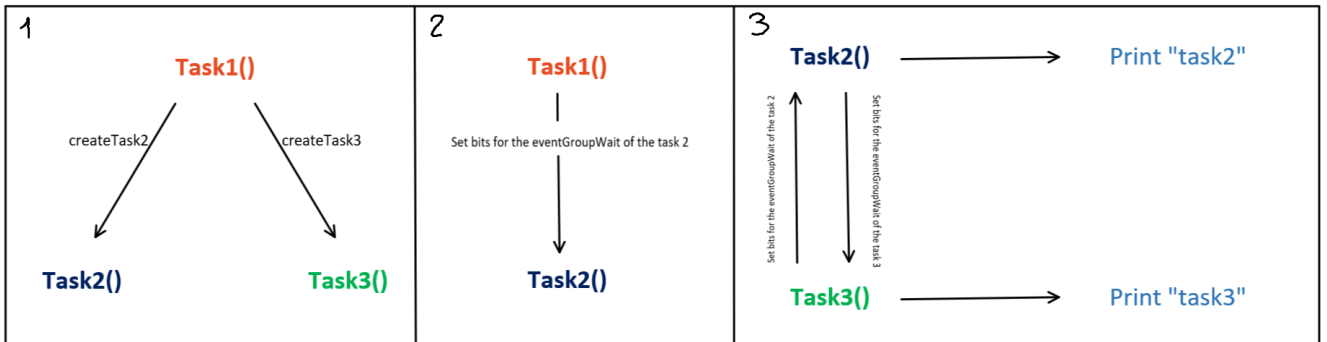 1
Task1()
createTask2
createTask3
Task2()
Task3()
2
Task1()
Set bits for the eventGroupWait of the task 2
Task2()
3
Task2()
Print "task2"
Set bits for the eventGroupWait of the task 2
Set bits for the eventGroupWait of the task 3
Task3()
Print "task3"